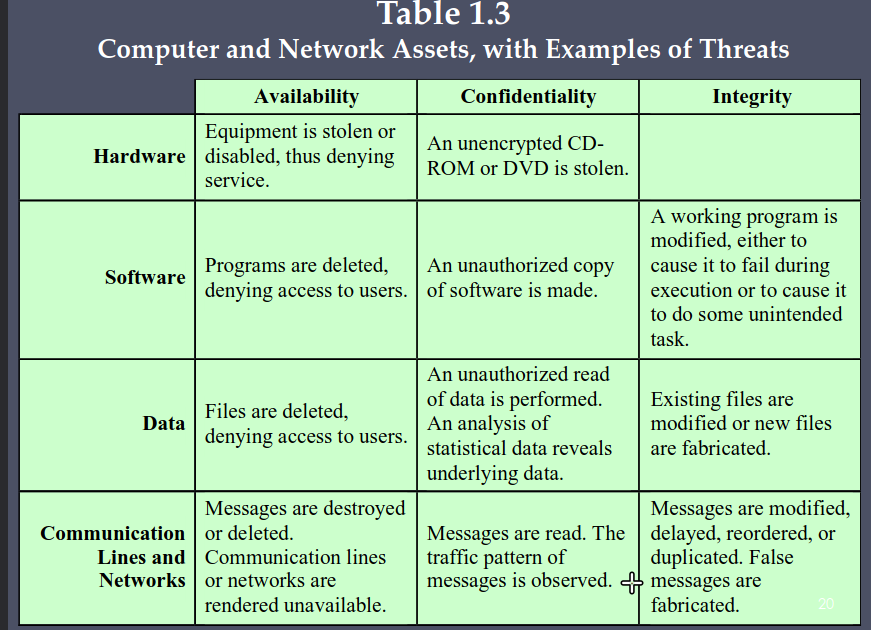 Table 1.3
Computer and Network Assets, with Examples of Threats
Availability
Confidentiality
Integrity
Hardware
Equipment is stolen or
disabled, thus denying
service.
An unencrypted CD-
ROM or DVD is stolen.
Software
Programs are deleted,
denying access to users.
An unauthorized copy
of software is made.
A working program is
modified, either to
cause it to fail during
execution or to cause it
to do some unintended
task.
Data
Files are deleted,
denying access to users.
An unauthorized read
of data is performed.
An analysis of
statistical data reveals
underlying data.
Existing files are
modified or new files
are fabricated.
Communication
Lines and
Networks
Messages are destroyed
or deleted.
Communication lines
or networks are
rendered unavailable.
Messages are read. The
traffic pattern of
messages is observed.
Messages are modified,
delayed, reordered, or
duplicated. False
messages are
fabricated.
20